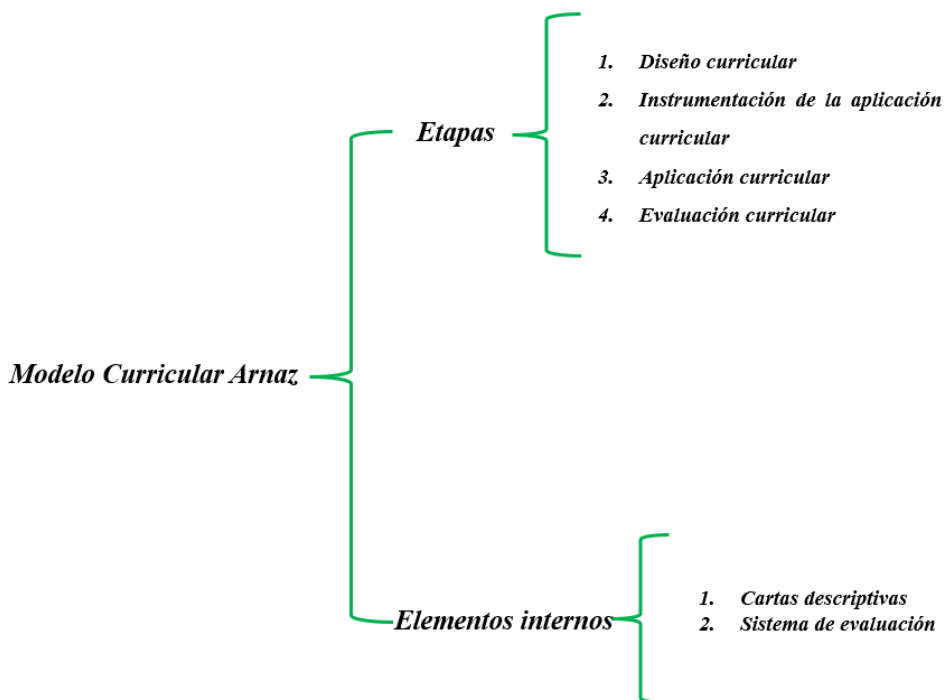 Modelo Curricular Arnaz
Etapas
1. Diseño curricular
2. Instrumentación de la aplicación
curricular
3. Aplicación curricular
4. Evaluación curricular
Elementos internos
1. Cartas descriptivas
2. Sistema de evaluación